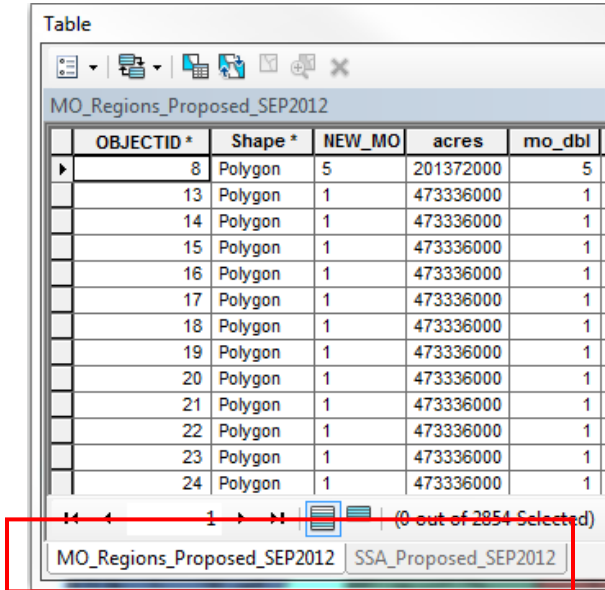 Table
MO_Regions_Proposed_SEP2012
OBJECTID * Shape * NEW_MO acres mo_dbl
8 Polygon 5 201372000 5
13 Polygon 1 473336000 1
14 Polygon 1 473336000 1
15 Polygon 1 473336000 1
16 Polygon 1 473336000 1
17 Polygon 1 473336000 1
18 Polygon 1 473336000 1
19 Polygon 1 473336000 1
20 Polygon 1 473336000 1
21 Polygon 1 473336000 1
22 Polygon 1 473336000 1
23 Polygon 1 473336000 1
24 Polygon 1 473336000 1
1 (0 out of 2854 Selected)
MO_Regions_Proposed_SEP2012 SSA_Proposed_SEP2012